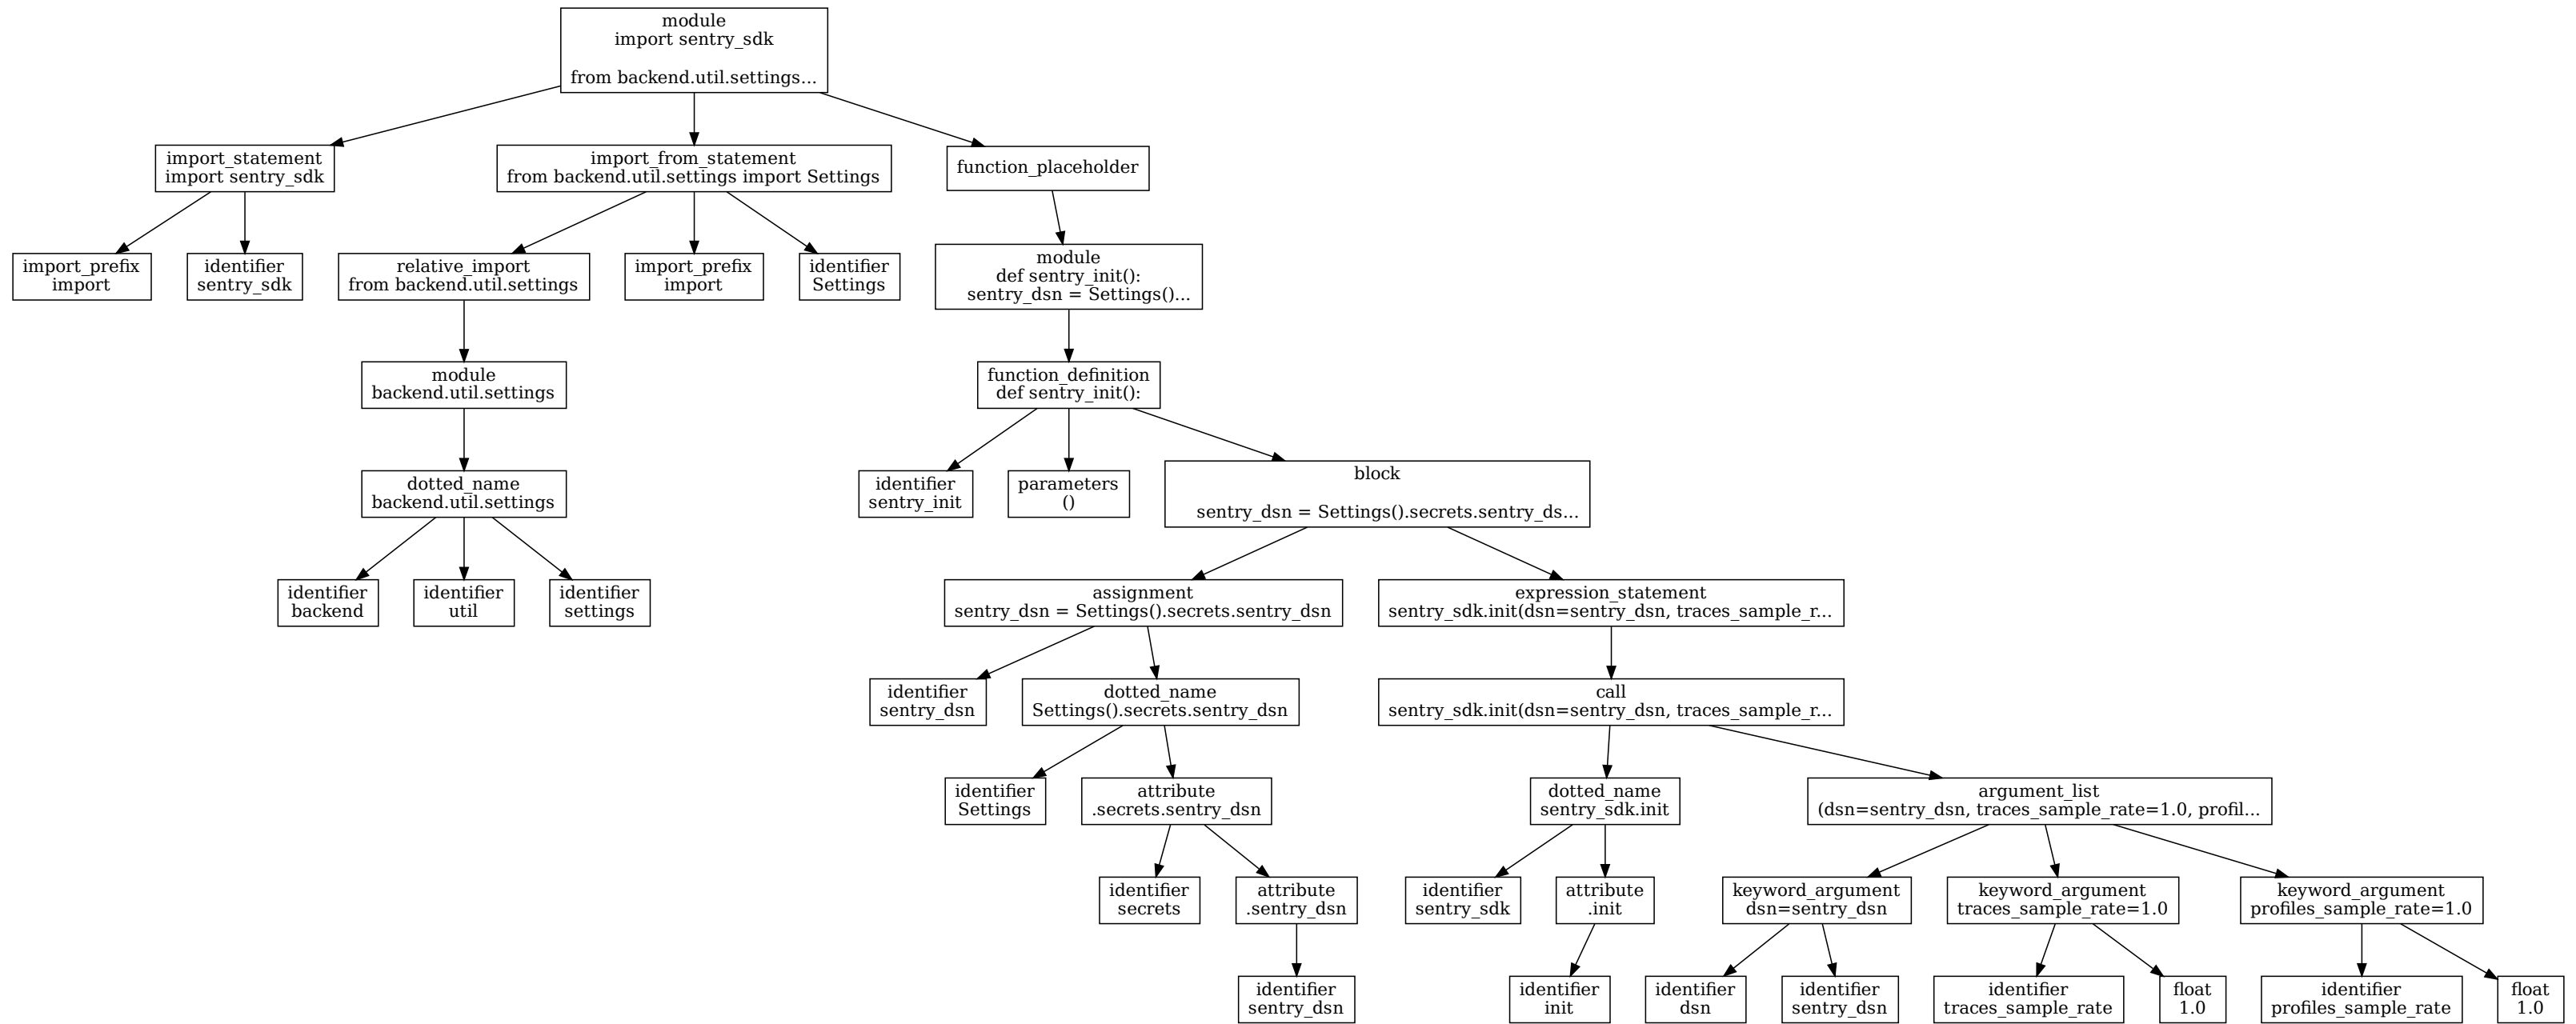 module
import sentry_sdk
from backend.util.settings...
import_statement
import sentry_sdk
import_from_statement
from backend.util.settings import Settings
function_placeholder
import_prefix
import
identifier
sentry_sdk
relative_import
from backend.util.settings
import_prefix
import
identifier
Settings
module
def sentry_init():
sentry_dsn = Settings()...
module
backend.util.settings
function_definition
def sentry_init():
dotted_name
backend.util.settings
identifier
sentry_init
parameters
()
block
sentry_dsn = Settings().secrets.sentry_ds...
identifier
backend
identifier
util
identifier
settings
assignment
sentry_dsn = Settings().secrets.sentry_dsn
expression_statement
sentry_sdk.init(dsn=sentry_dsn, traces_sample_r...
identifier
sentry_dsn
dotted_name
Settings().secrets.sentry_dsn
call
sentry_sdk.init(dsn=sentry_dsn, traces_sample_r...
identifier
Settings
attribute
.secrets.sentry_dsn
dotted_name
sentry_sdk.init
argument_list
(dsn=sentry_dsn, traces_sample_rate=1.0, profil...
identifier
secrets
attribute
.sentry_dsn
identifier
sentry_sdk
attribute
.init
keyword_argument
dsn=sentry_dsn
keyword_argument
traces_sample_rate=1.0
keyword_argument
profiles_sample_rate=1.0
identifier
sentry_dsn
identifier
init
identifier
dsn
identifier
sentry_dsn
identifier
traces_sample_rate
float
1.0
identifier
profiles_sample_rate
float
1.0